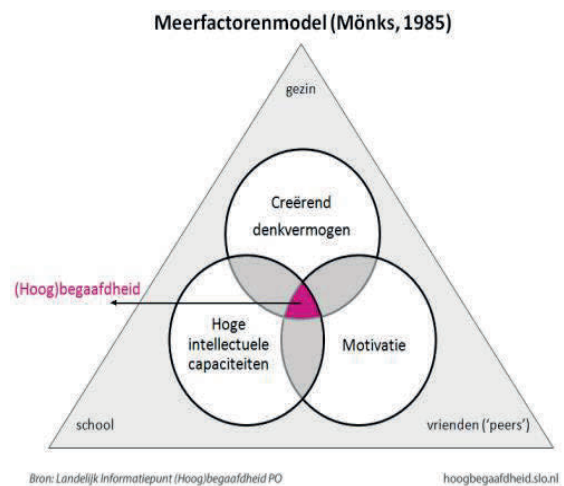 Meerfactorenmodel (Mönks, 1985)
gezin
Creërend
denkvermogen
(Hoog)begaafdheid
Hoge
intellectuele
capaciteiten
Motivatie
school
vrienden ('peers')
Bron: Landelijk Informatiepunt (Hoog)begaafdheid PO
hoogbegaafdheid.slo.nl